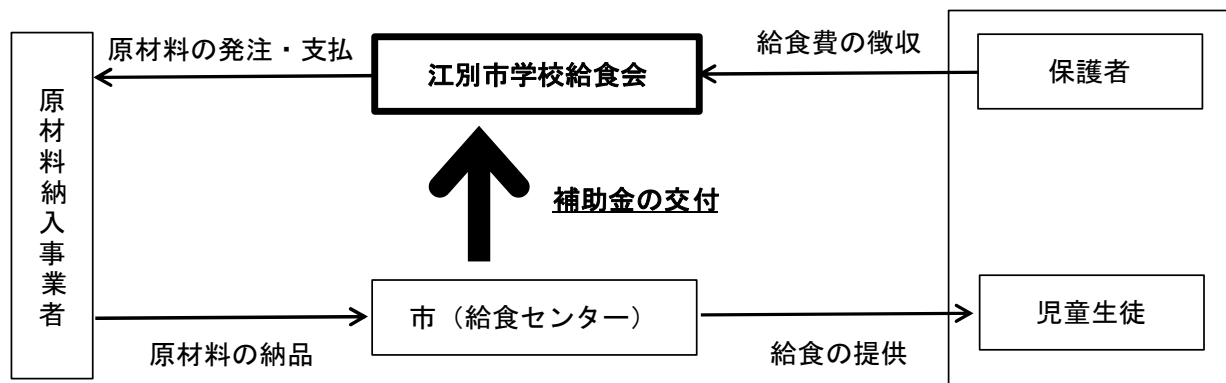 原材料の発注・支払
江別市学校給食会
給食費の徴収
保護者
原材料納入事業者
補助金の交付
市（給食センター）
児童生徒
原材料の納品
給食の提供